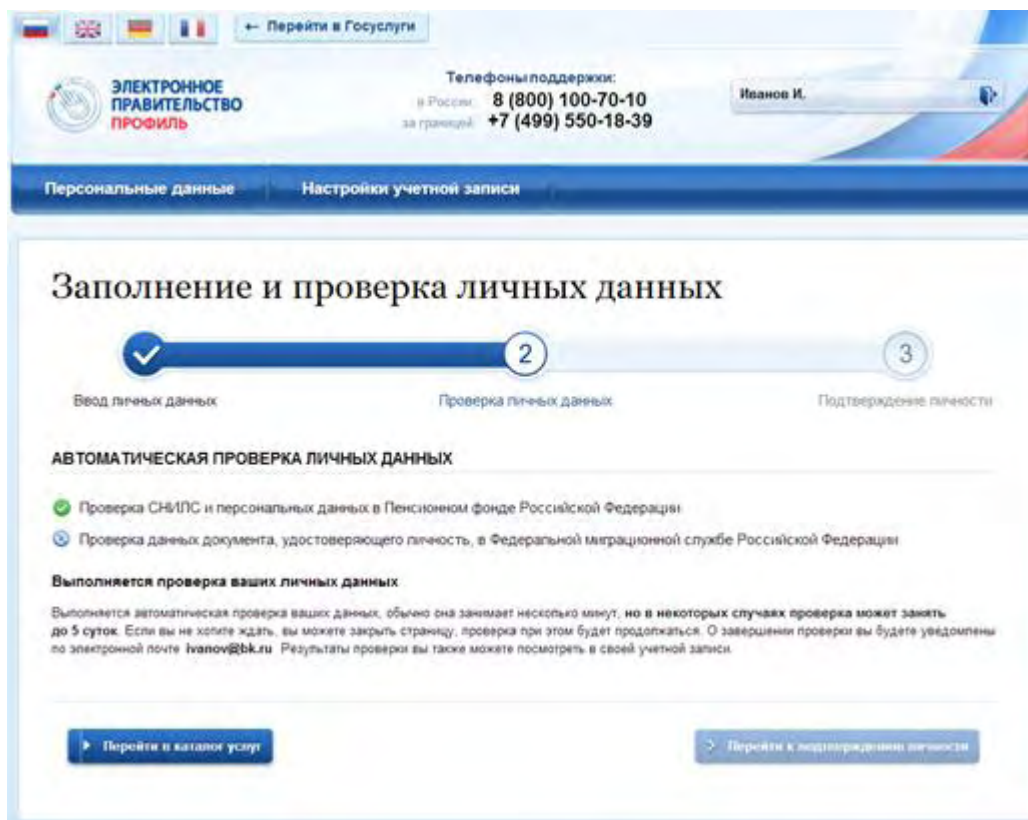 ← Перейти в Госуслуги
ЭЛЕКТРОННОЕ
ПРАВИТЕЛЬСТВО
ПРОФИЛЬ
Телефоны поддержки:
в России: 8 (800) 100-70-10
за границей: +7 (499) 550-18-39
Иванов И.
Персональные данные Настройки учетной записи
Заполнение и проверка личных данных
2
3
Ввод личных данных Проверка личных данных Подтверждение личности
АВТОМАТИЧЕСКАЯ ПРОВЕРКА ЛИЧНЫХ ДАННЫХ
Проверка СНИЛС и персональных данных в Пенсионном фонде Российской Федерации
Проверка данных документа, удостоверяющего личность, в Федеральной миграционной службе Российской Федерации
Выполняется проверка ваших личных данных
Выполняется автоматическая проверка ваших данных, обычно она занимает несколько минут, но в некоторых случаях проверка может занять
до 5 суток. Если вы не хотите ждать, вы можете закрыть страницу, проверка при этом будет продолжаться. О завершении проверки вы будете уведомлены
по электронной почте ivanov@bk.ru Результаты проверки вы также можете посмотреть в своей учетной записи.
Перейти в каталог услуг
Перейти к подтверждению личности